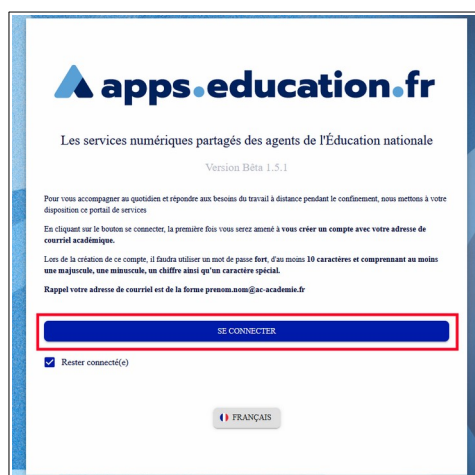 apps.education.fr
Les services numériques partagés des agents de l'Éducation nationale
Version Bêta 1.5.1
Pour vous accompagner au quotidien et répondre aux besoins du travail à distance pendant le confinement, nous mettons à votre
disposition ce portail de services
En cliquant sur le bouton se connecter, la première fois vous serez amené à vous créer un compte avec votre adresse de
courriel académique.
Lors de la création de ce compte, il faudra utiliser un mot de passe fort, d'au moins 10 caractères et comprenant au moins
une majuscule, une minuscule, un chiffre ainsi qu'un caractère spécial.
Rappel votre adresse de courriel est de la forme prenom.nom@ac-academie.fr
SE CONNECTER
Rester connecté(e)
FRANÇAIS